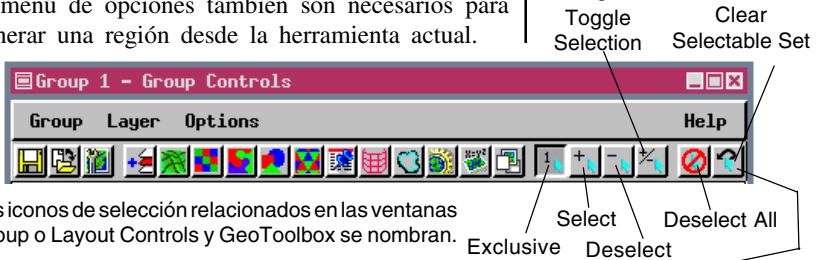 menú de opciones también son necesarios para
nerar una región desde la herramienta actual.
Toggle
Selection
Clear
Selectable Set
Group 1 - Group Controls
Group Layer Options Help
1 + - +/-
s iconos de selección relacionados en las ventanas
oup o Layout Controls y GeoToolbox se nombran.
Exclusive
Select
Deselect
Deselect All